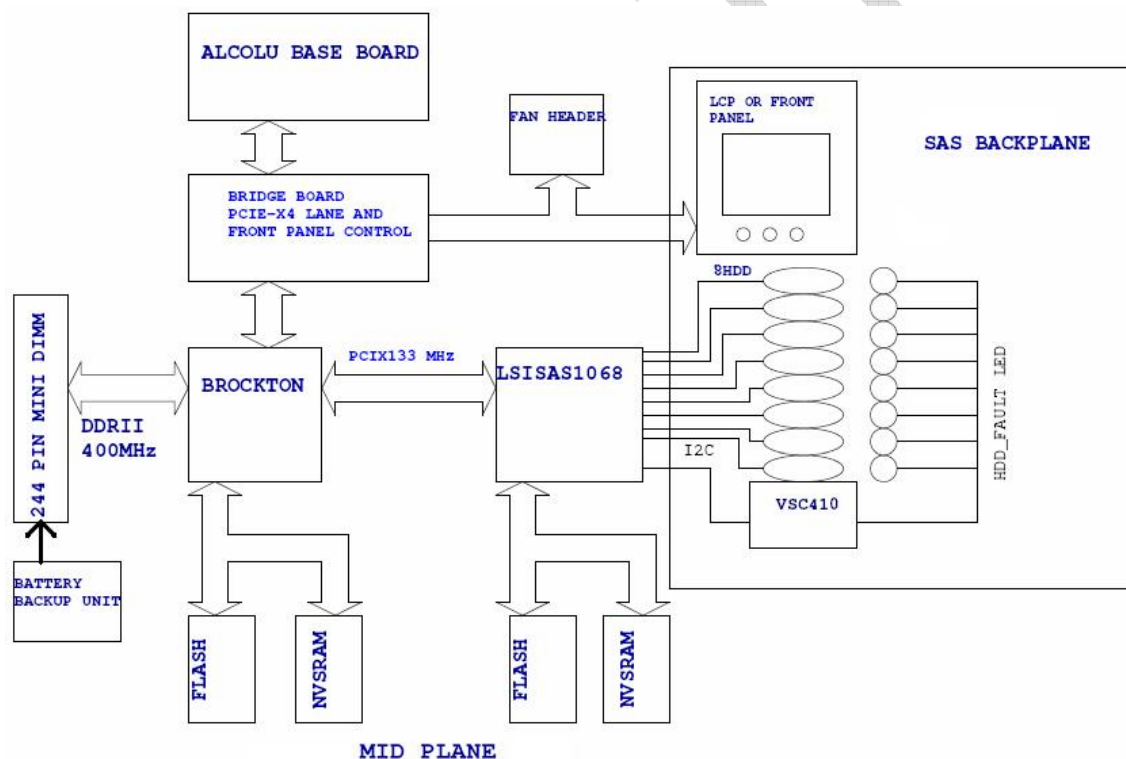 ALCOLU BASE BOARD
FAN HEADER
LCP OR FRONT
PANEL
SAS BACKPLANE
BRIDGE BOARD
PCIE-X4 LANE AND
FRONT PANEL CONTROL
8HDD
244 PIN MINI DIMM
DDRII
400MHz
BROCKTON
PCIX133 MHz
LSISAS1068
I2C
VSC410
HDD_FAULT LED
BATTERY
BACKUP UNIT
FLASH
NVSRAM
FLASH
NVSRAM
MID PLANE